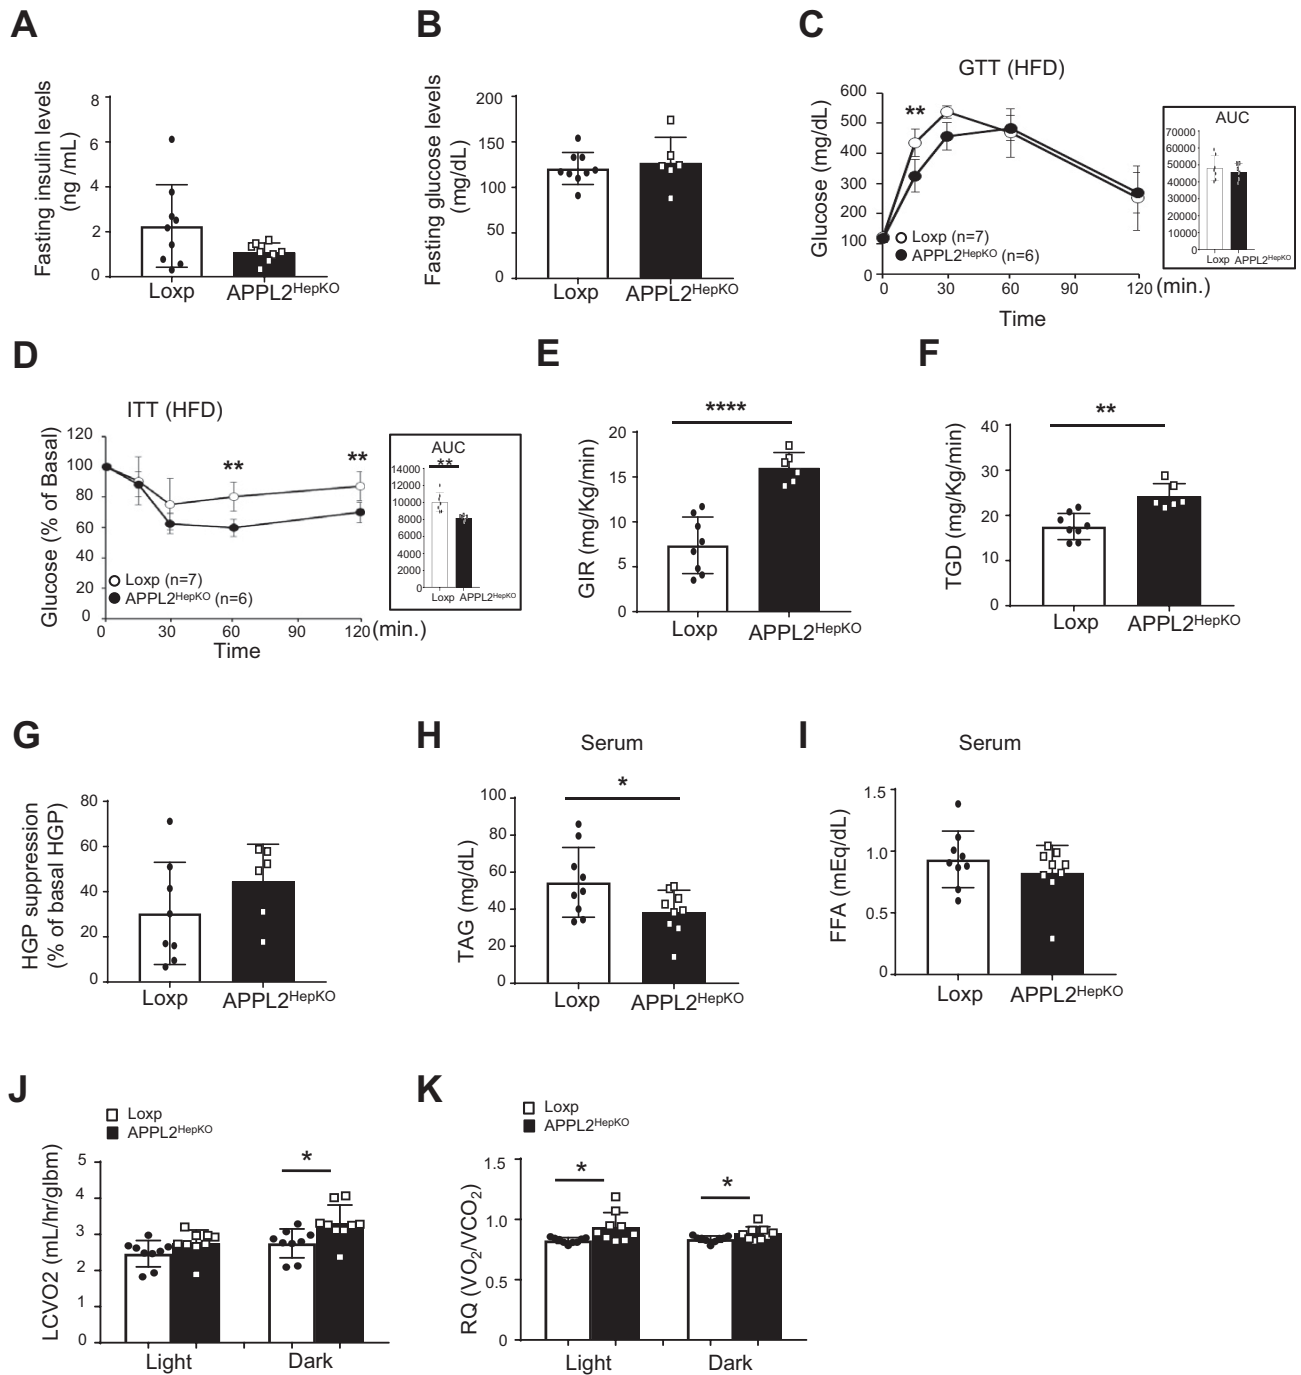 A
Fasting insulin levels
(ng /mL)
8
6
4
2
0
Loxp
APPL2HepKO
B
Fasting glucose levels
(mg/dL)
200
150
100
50
0
Loxp
APPL2HepKO
C
GTT (HFD)
Glucose (mg/dL)
600
500
400
300
200
100
0
**
Loxp (n=7)
APPL2HepKO (n=6)
0 30 60 90 120 (min.)
Time
AUC
70000
60000
50000
40000
30000
20000
10000
0
Loxp APPL2HepKO
D
ITT (HFD)
Glucose (% of Basal)
120
100
80
60
40
20
0
** **
Loxp (n=7)
APPL2HepKO (n=6)
0 30 60 90 120 (min.)
Time
AUC
**
14000
12000
10000
8000
6000
4000
2000
0
Loxp APPL2HepKO
E
GIR (mg/Kg/min)
20
15
10
5
0
****
Loxp
APPL2HepKO
F
TGD (mg/Kg/min)
40
30
20
10
0
**
Loxp
APPL2HepKO
G
HGP suppression
(% of basal HGP)
80
60
40
20
0
Loxp
APPL2HepKO
H
Serum
TAG (mg/dL)
100
80
60
40
20
0
*
Loxp
APPL2HepKO
I
Serum
FFA (mEq/dL)
1.5
1.0
0.5
0
Loxp
APPL2HepKO
J
Loxp
APPL2HepKO
LCVO2 (mL/hr/glbm)
5
4
3
2
1
0
*
Light Dark
K
Loxp
APPL2HepKO
RQ (VO2/VCO2)
1.5
1.0
0.5
0
* *
Light Dark